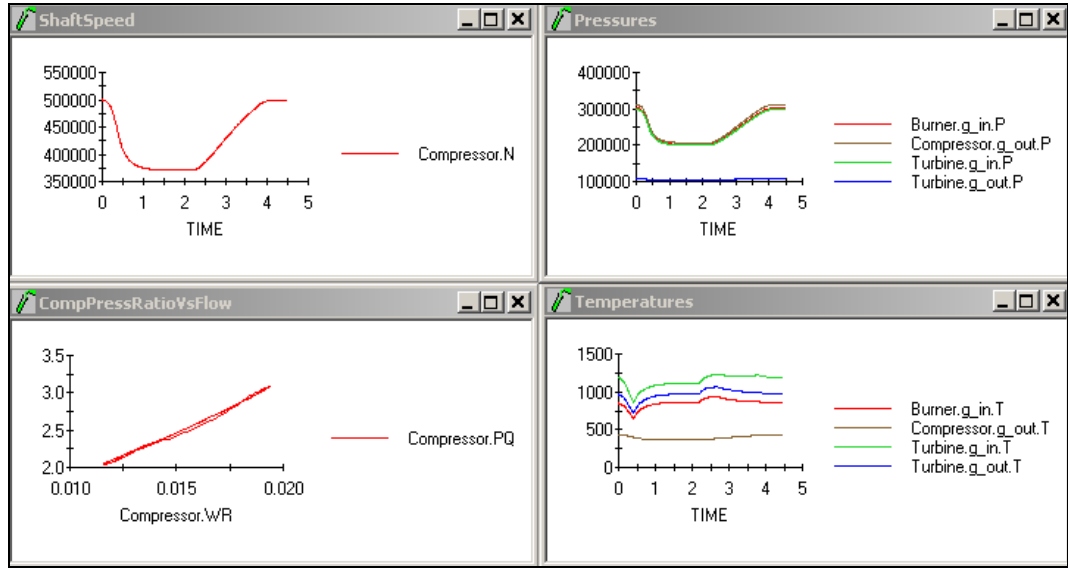 ShaftSpeed
550000
500000
450000
400000
350000
0 1 2 3 4 5
TIME
Compressor.N
Pressures
400000
300000
200000
100000
0 1 2 3 4 5
TIME
Burner.g_in.P
Compressor.g_out.P
Turbine.g_in.P
Turbine.g_out.P
CompPressRatioVsFlow
3.5
3.0
2.5
2.0
0.010 0.015 0.020
Compressor.WR
Compressor.PQ
Temperatures
1500
1000
500
0
0 1 2 3 4 5
TIME
Burner.g_in.T
Compressor.g_out.T
Turbine.g_in.T
Turbine.g_out.T